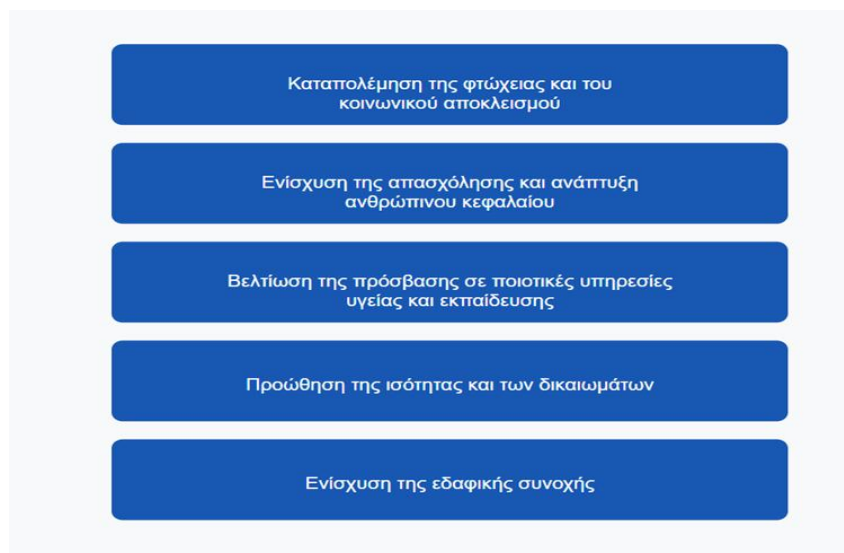 Καταπολέμηση της φτώχειας και του
κοινωνικού αποκλεισμού
Ενίσχυση της απασχόλησης και ανάπτυξη
ανθρώπινου κεφαλαίου
Βελτίωση της πρόσβασης σε ποιοτικές υπηρεσίες
υγείας και εκπαίδευσης
Προώθηση της ισότητας και των δικαιωμάτων
Ενίσχυση της εδαφικής συνοχής